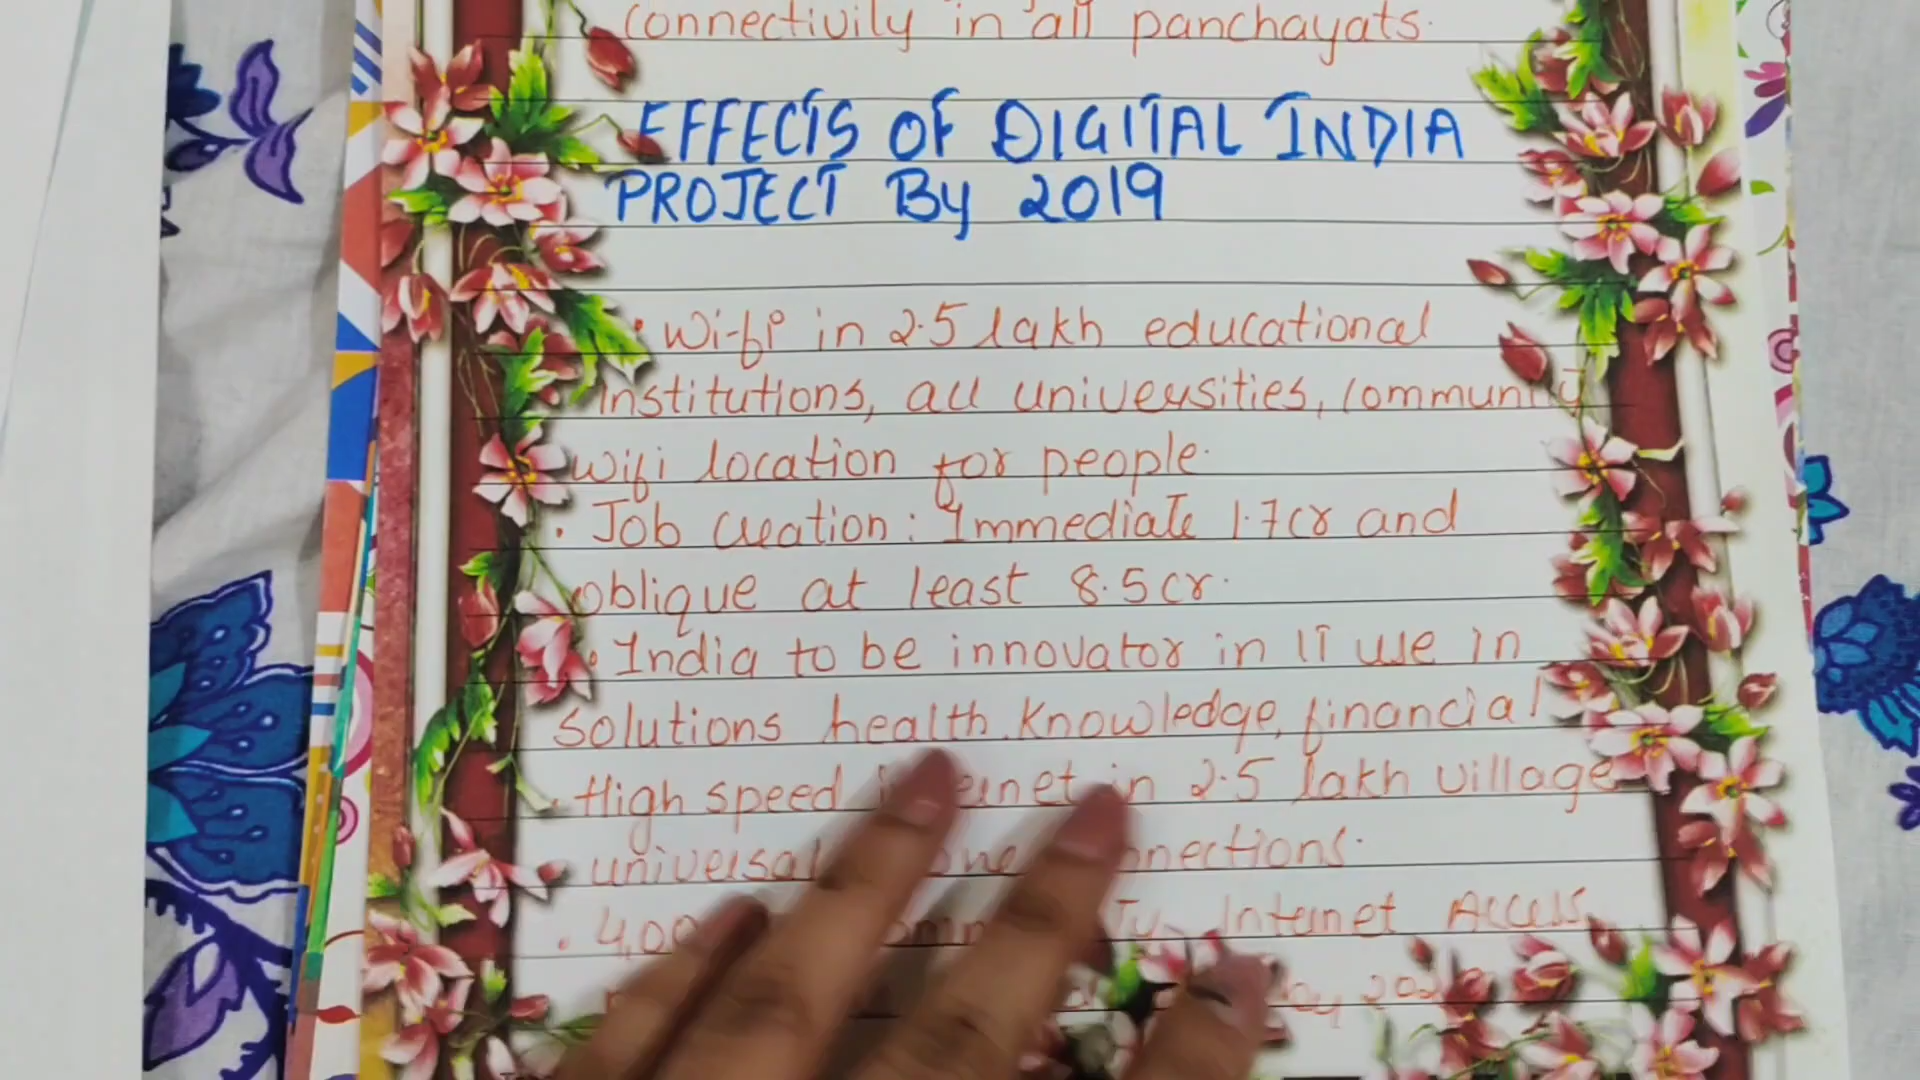 connectivity in all panchayats.
EFFECTS OF DIGITAL INDIA
PROJECT By 2019
• Wi-fi in 2.5 lakh educational
institutions, all universities, community
wifi location for people.
• Job creation: Immediate 1.7cr and
oblique at least 8.5cr.
• India to be innovator in IT use in
solutions health, knowledge, financial
• High speed in 2.5 lakh village
• universal
• Internet Access